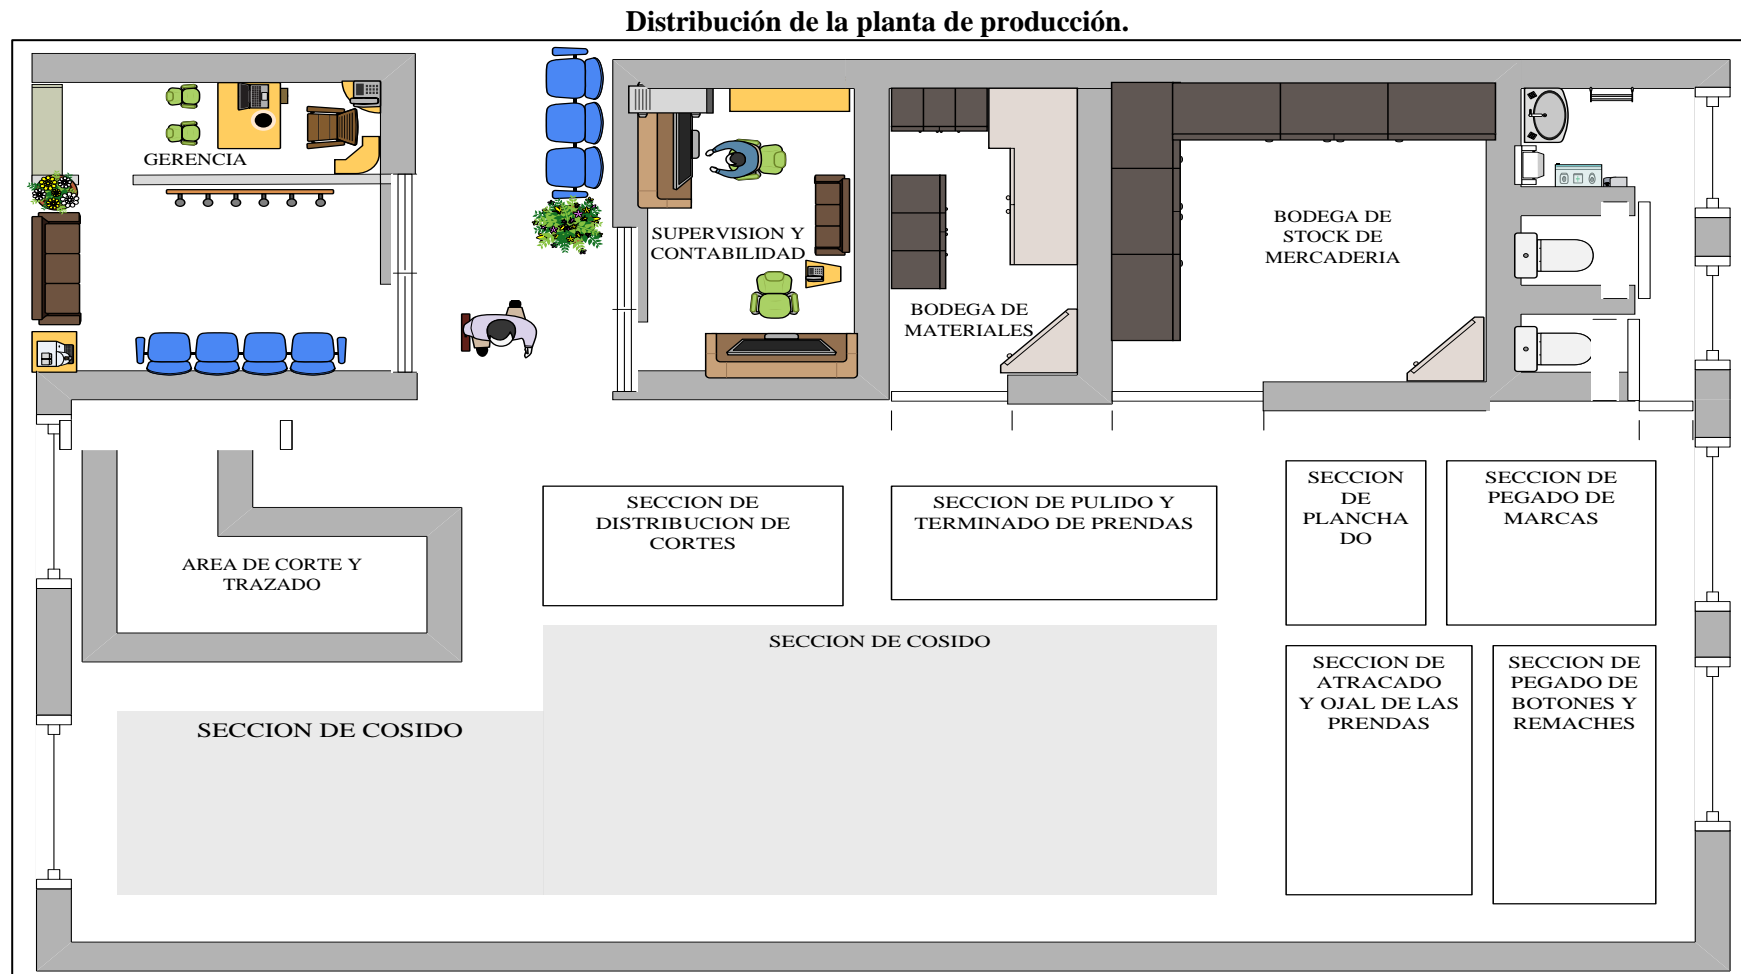 Distribución de la planta de producción.
GERENCIA
SUPERVISION Y
CONTABILIDAD
BODEGA DE
MATERIALES
BODEGA DE
STOCK DE
MERCADERIA
AREA DE CORTE Y
TRAZADO
SECCION DE
DISTRIBUCION DE
CORTES
SECCION DE PULIDO Y
TERMINADO DE PRENDAS
SECCION
DE
PLANCHA
DO
SECCION DE
PEGADO DE
MARCAS
SECCION DE COSIDO
SECCION DE COSIDO
SECCION DE
ATRACADO
Y OJAL DE LAS
PRENDAS
SECCION DE
PEGADO DE
BOTONES Y
REMACHES